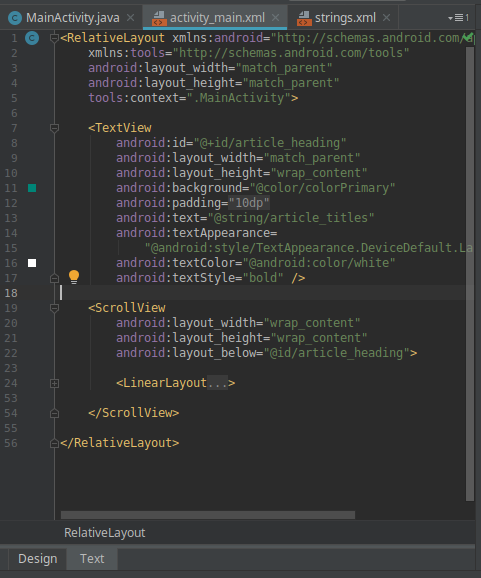 MainActivity.java activity_main.xml strings.xml 1
1 <RelativeLayout xmlns:android="http://schemas.android.com/
2 xmlns:tools="http://schemas.android.com/tools"
3 android:layout_width="match_parent"
4 android:layout_height="match_parent"
5 tools:context=".MainActivity">
6
7 <TextView
8 android:id="@+id/article_heading"
9 android:layout_width="match_parent"
10 android:layout_height="wrap_content"
11 android:background="@color/colorPrimary"
12 android:padding="10dp"
13 android:text="@string/article_titles"
14 android:textAppearance=
15 "@android:style/TextAppearance.DeviceDefault.La
16 android:textColor="@android:color/white"
17 android:textStyle="bold" />
18
19 <ScrollView
20 android:layout_width="wrap_content"
21 android:layout_height="wrap_content"
22 android:layout_below="@id/article_heading">
23
24 <LinearLayout...>
53
54 </ScrollView>
55
56 </RelativeLayout>
RelativeLayout
Design Text